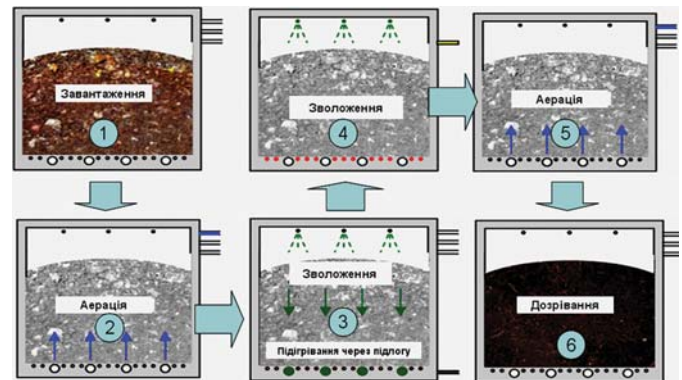 Завантаження
1
Аерація
2
Зволоження
3
Підігрівання через підлогу
Зволоження
4
Аерація
5
Дозрівання
6